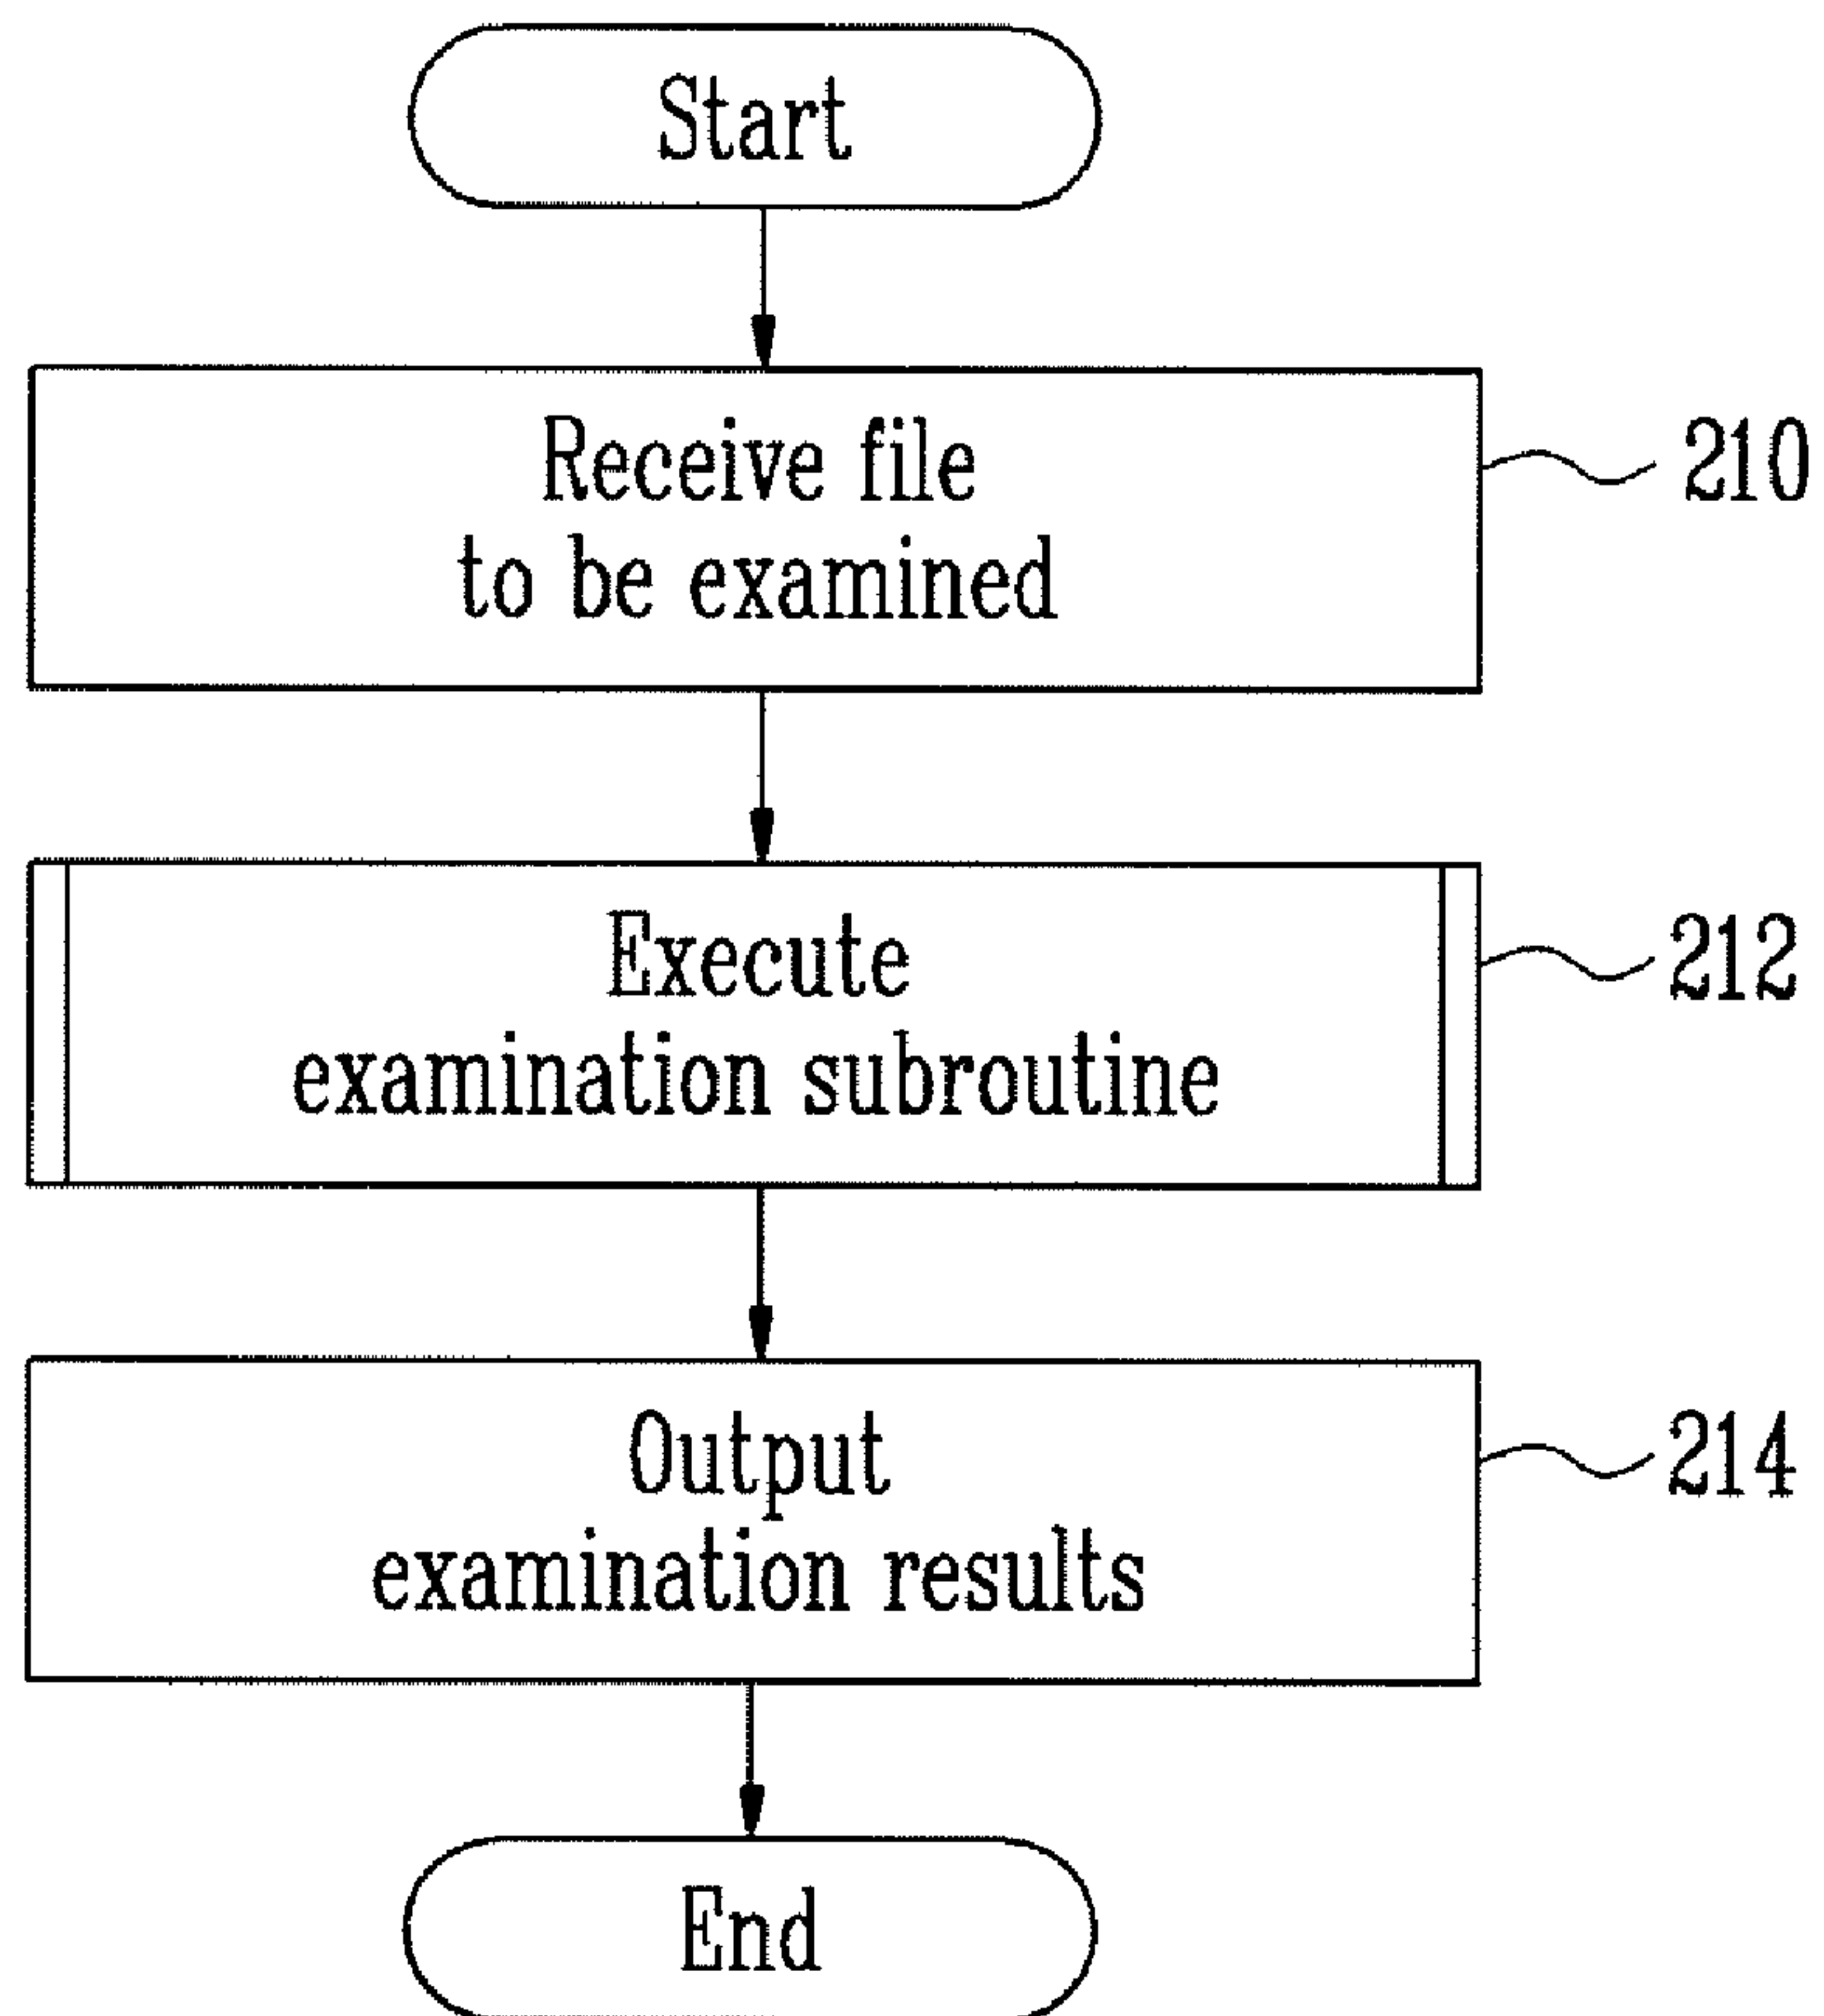 Start
Receive file
to be examined
210
Execute
examination subroutine
212
Output
examination results
214
End